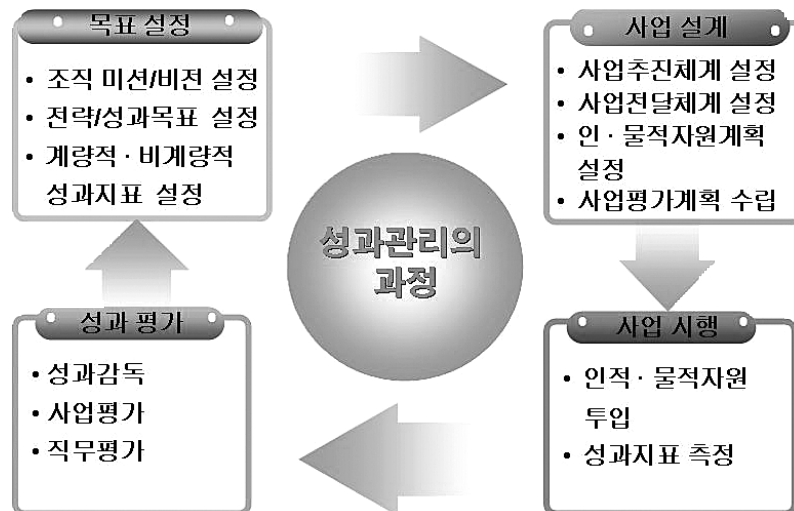 목표 설정
• 조직 미션/비전 설정
• 전략/성과목표 설정
• 계량적 · 비계량적
성과지표 설정
사업 설계
• 사업추진체계 설정
• 사업전달체계 설정
• 인 · 물적자원계획
설정
• 사업평가계획 수립
성과관리의
과정
성과 평가
• 성과감독
• 사업평가
• 직무평가
사업 시행
• 인적 · 물적자원
투입
• 성과지표 측정